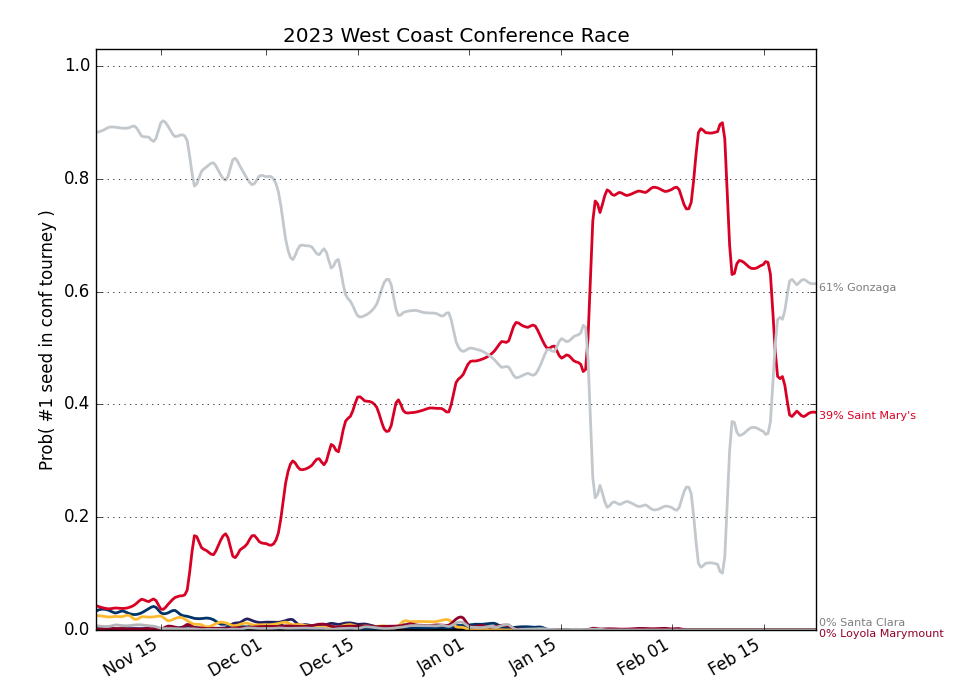 2023 West Coast Conference Race
Prob( #1 seed in conf tourney )
1.0
0.8
0.6
0.4
0.2
0.0
61% Gonzaga
39% Saint Mary's
0% Santa Clara
0% Loyola Marymount
Nov 15
Dec 01
Dec 15
Jan 01
Jan 15
Feb 01
Feb 15